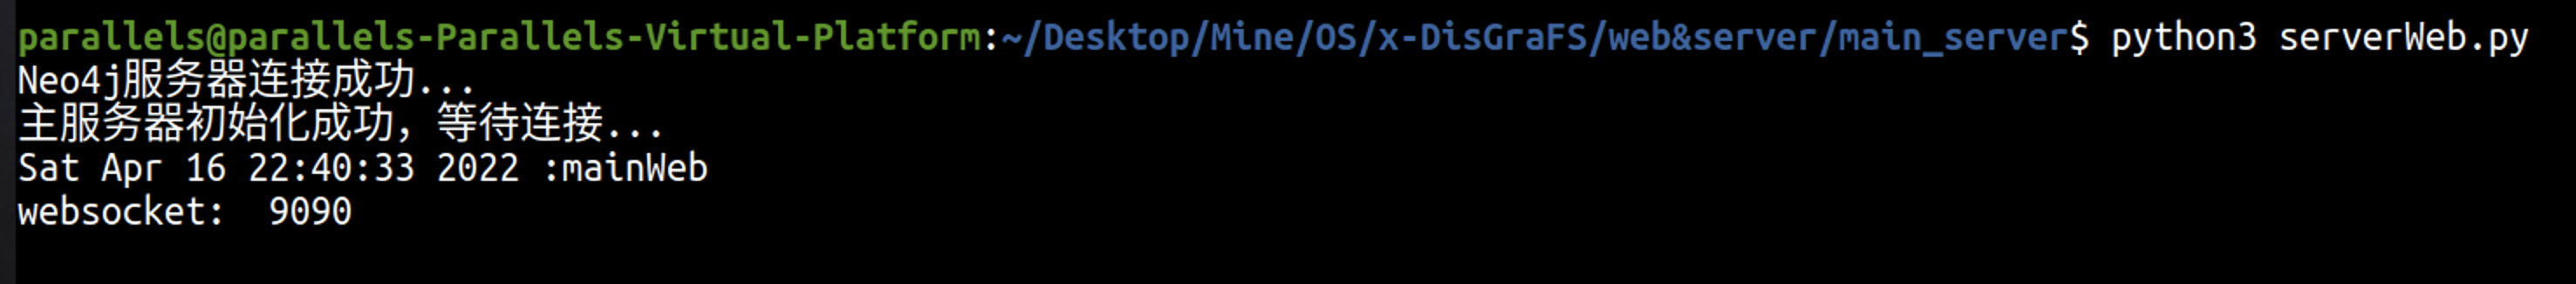 parallels@parallels-Parallels-Virtual-Platform:~/Desktop/Mine/OS/x-DisGraFS/web&server/main_server$ python3 serverWeb.py
Neo4j服务器连接成功...
主服务器初始化成功，等待连接...
Sat Apr 16 22:40:33 2022 :mainWeb
websocket:  9090